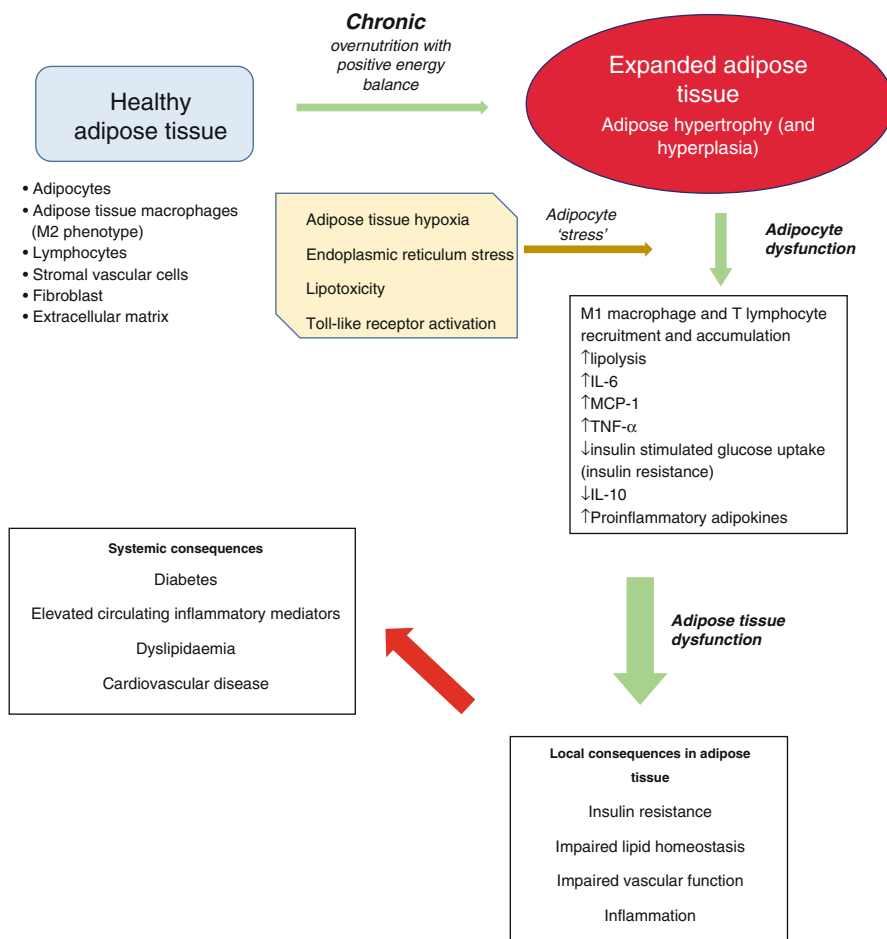 Chronic
overnutrition with
positive energy
balance
Healthy
adipose tissue
Expanded adipose
tissue
Adipose hypertrophy (and
hyperplasia)
• Adipocytes
• Adipose tissue macrophages
(M2 phenotype)
• Lymphocytes
• Stromal vascular cells
• Fibroblast
• Extracellular matrix
Adipose tissue hypoxia
Endoplasmic reticulum stress
Lipotoxicity
Toll-like receptor activation
Adipocyte
'stress'
Adipocyte
dysfunction
M1 macrophage and T lymphocyte
recruitment and accumulation
↑lipolysis
↑IL-6
↑MCP-1
↑TNF-α
↓insulin stimulated glucose uptake
(insulin resistance)
↓IL-10
↑Proinflammatory adipokines
Adipose tissue
dysfunction
Systemic consequences
Diabetes
Elevated circulating inflammatory mediators
Dyslipidaemia
Cardiovascular disease
Local consequences in adipose
tissue
Insulin resistance
Impaired lipid homeostasis
Impaired vascular function
Inflammation